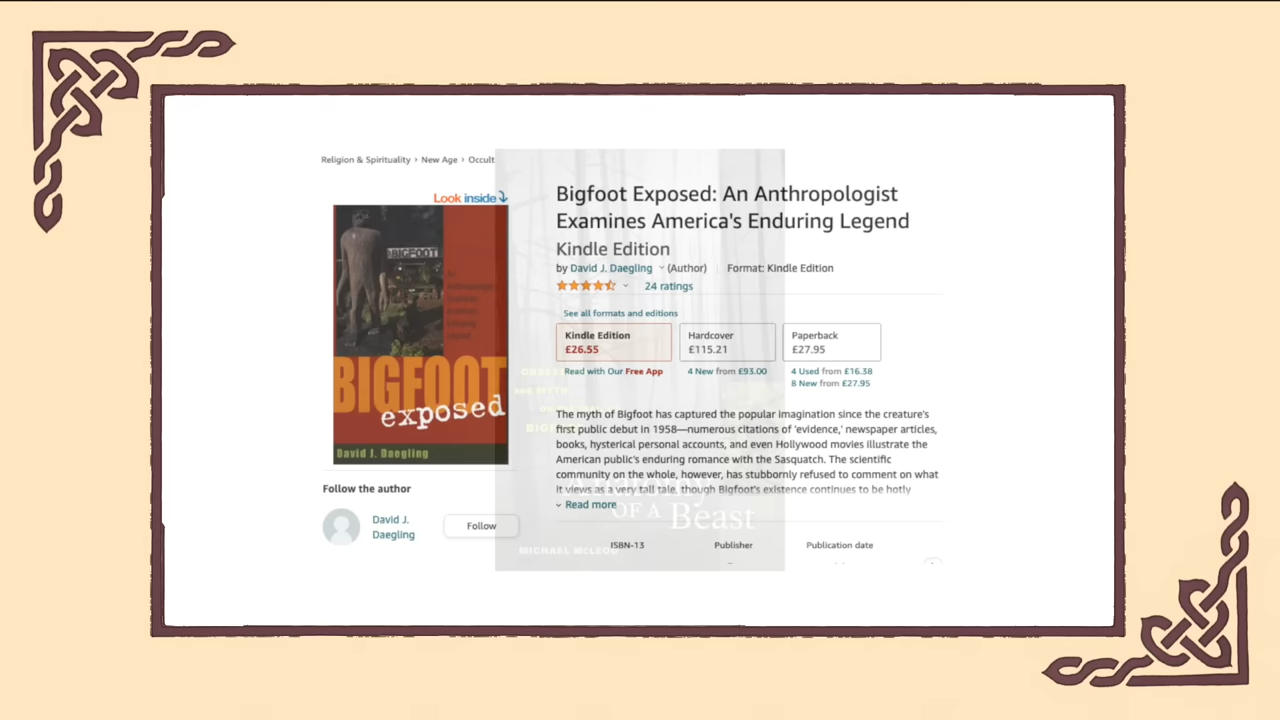 Religion & Spirituality › New Age › Occult
Look inside
BIGFOOT
BIGFOOT
exposed
David J. Daegling
Follow the author
David J.
Daegling
Follow
Bigfoot Exposed: An Anthropologist
Examines America's Enduring Legend
Kindle Edition
by David J. Daegling (Author) Format: Kindle Edition
24 ratings
See all formats and editions
Kindle Edition
£26.55
Hardcover
£115.21
Paperback
£27.95
Read with Our Free App
4 New from £93.00
4 Used from £16.38
8 New from £27.95
The myth of Bigfoot has captured the popular imagination since the creature's
first public debut in 1958—numerous citations of 'evidence,' newspaper articles,
books, hysterical personal accounts, and even Hollywood movies illustrate the
American public's enduring romance with the Sasquatch. The scientific
community on the whole, however, has stubbornly refused to comment on what
it views as a very tall tale, though Bigfoot's existence continues to be hotly
Read more
ISBN-13
Publisher
Publication date
OF A Beast
MICHAEL MCLEOD